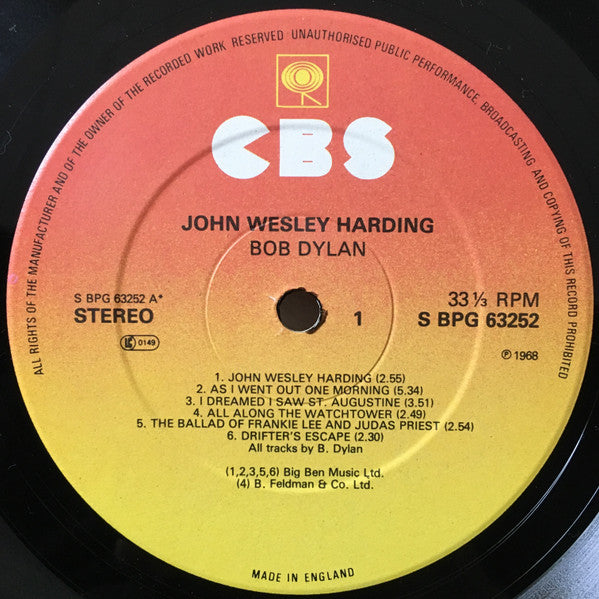 ALL RIGHTS OF THE MANUFACTURER AND OF THE OWNER OF THE RECORDED WORK RESERVED UNAUTHORISED PUBLIC PERFORMANCE, BROADCASTING AND COPYING OF THIS RECORD PROHIBITED
CBS
JOHN WESLEY HARDING
BOB DYLAN
S BPG 63252 A*
STEREO
LC 0149
1
33 1/3 RPM
S BPG 63252
℗ 1968
1. JOHN WESLEY HARDING (2.55)
2. AS I WENT OUT ONE MORNING (5.34)
3. I DREAMED I SAW ST. AUGUSTINE (3.51)
4. ALL ALONG THE WATCHTOWER (2.49)
5. THE BALLAD OF FRANKIE LEE AND JUDAS PRIEST (2.54)
6. DRIFTER'S ESCAPE (2.30)
All tracks by B. Dylan
(1,2,3,5,6) Big Ben Music Ltd.
(4) B. Feldman & Co. Ltd.
MADE IN ENGLAND